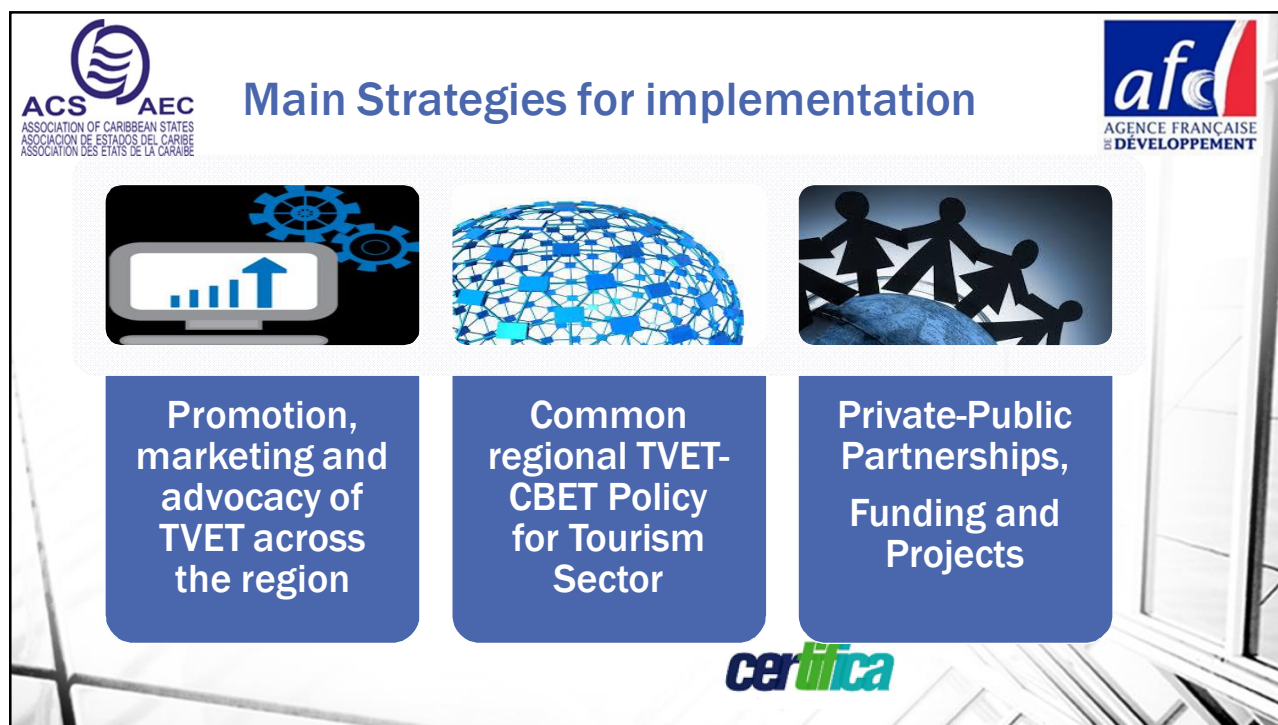 ACS AEC
ASSOCIATION OF CARIBBEAN STATES
ASOCIACION DE ESTADOS DEL CARIBE
ASSOCIATION DES ETATS DE LA CARAIBE
Main Strategies for implementation
afd
AGENCE FRANÇAISE
DE DÉVELOPPEMENT
Promotion,
marketing and
advocacy of
TVET across
the region
Common
regional TVET-
CBET Policy
for Tourism
Sector
Private-Public
Partnerships,
Funding and
Projects
certifica